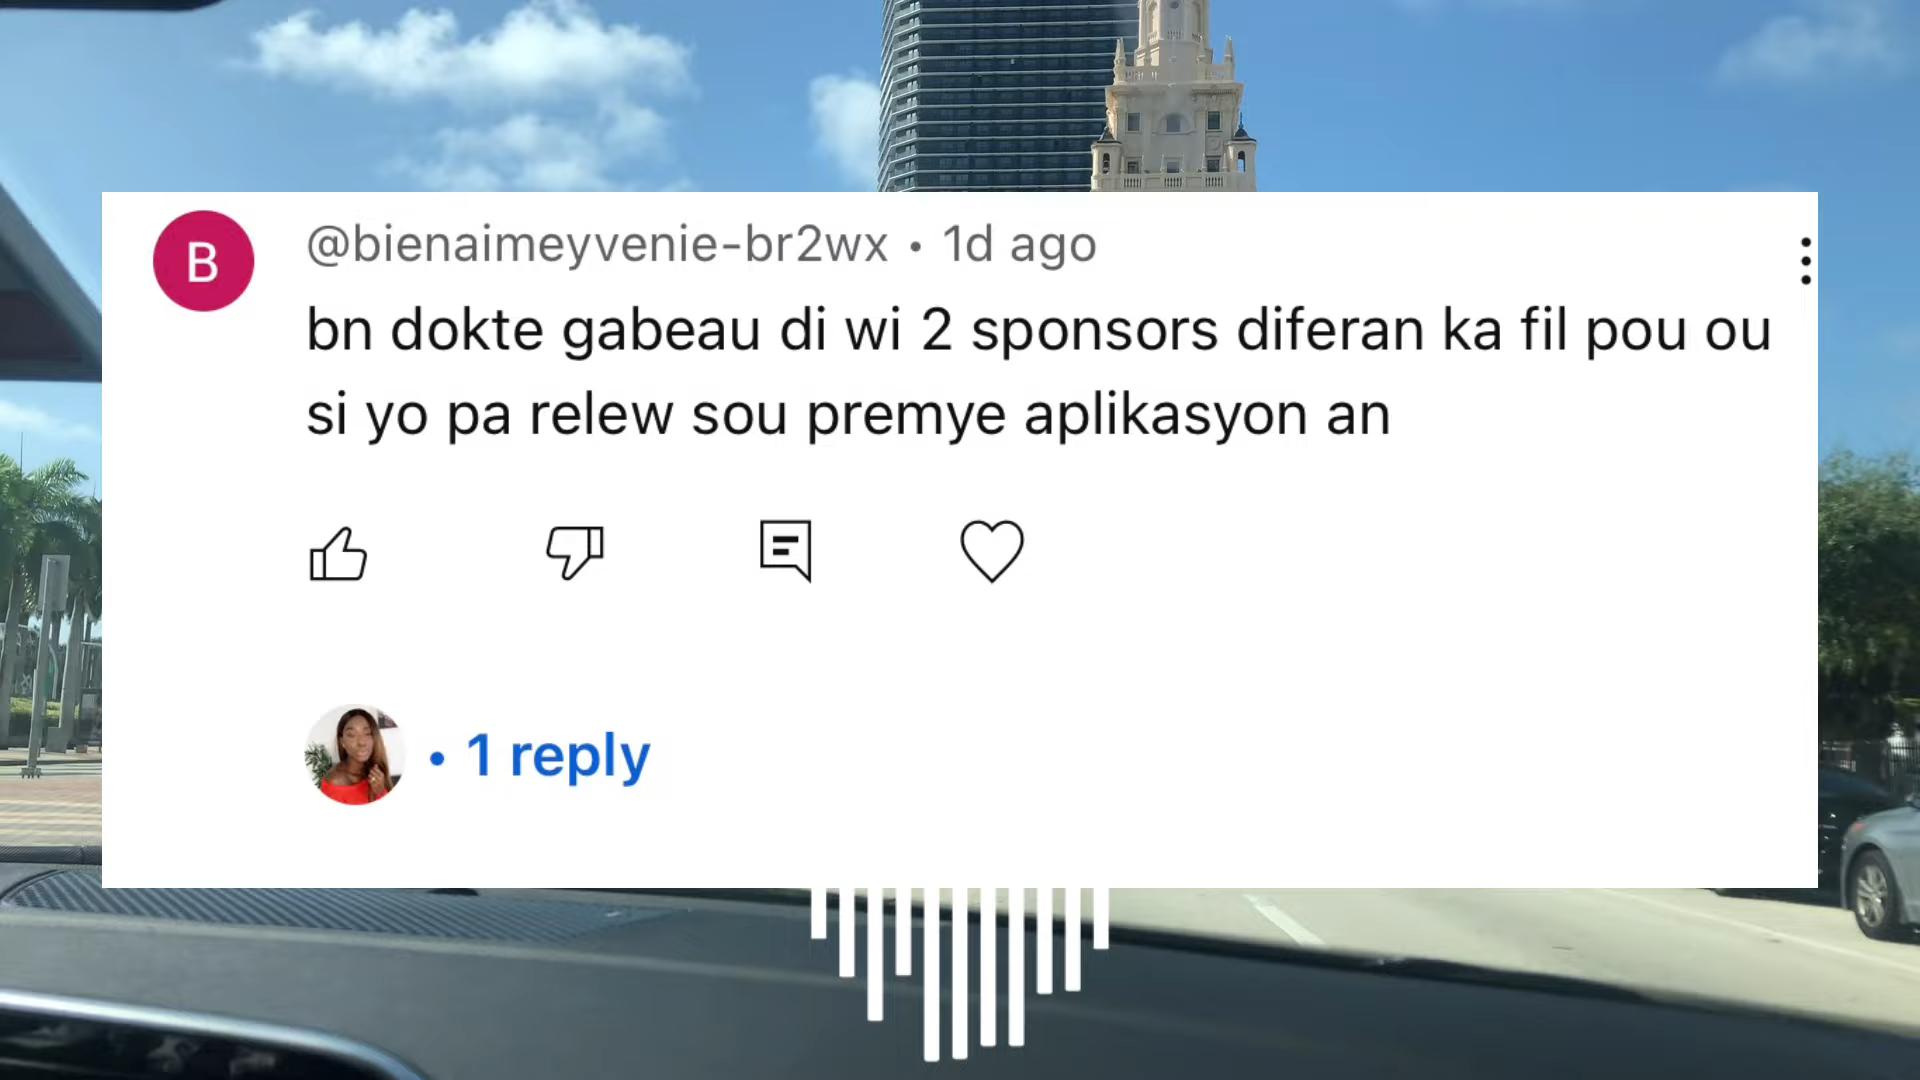 B
@bienaimeyvenie-br2wx • 1d ago
bn dokte gabeau di wi 2 sponsors diferan ka fil pou ou
si yo pa relew sou premye aplikasyon an
• 1 reply